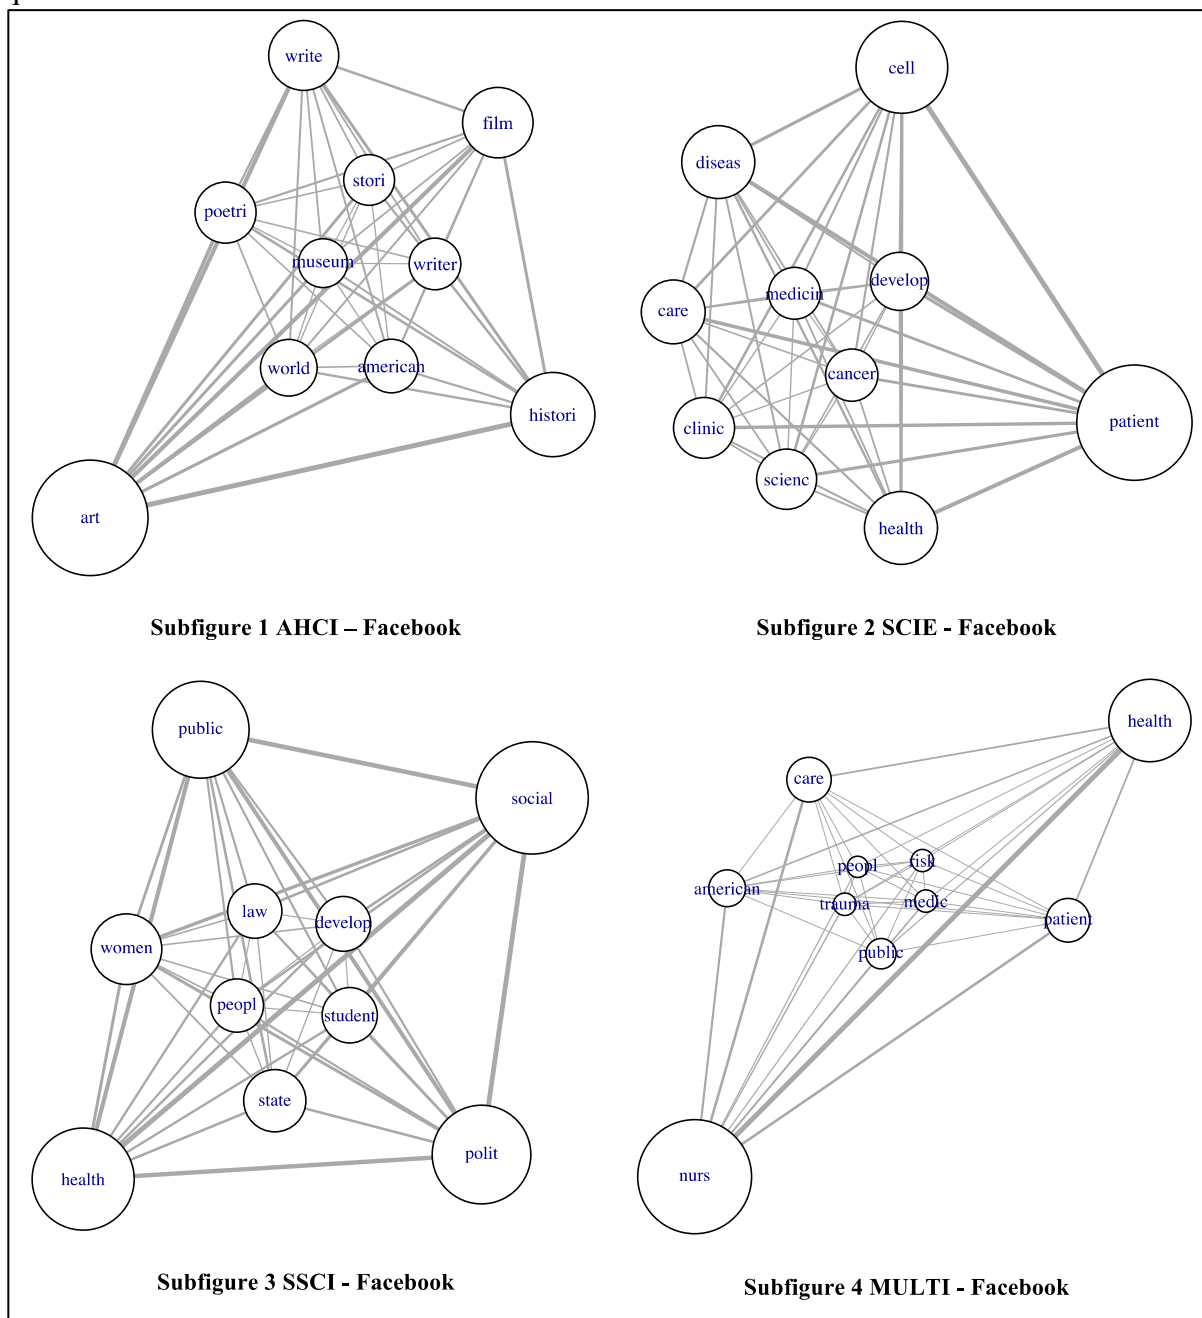 write
film
stori
poetri
museum
writer
world
american
histori
art
Subfigure 1 AHCI – Facebook
cell
diseas
develop
medicin
care
cancer
clinic
patient
scienc
health
Subfigure 2 SCIE - Facebook
public
social
law
develop
women
peopl
student
state
polit
health
Subfigure 3 SSCI - Facebook
health
care
peopl
risk
american
trauma
medic
patient
public
nurs
Subfigure 4 MULTI - Facebook